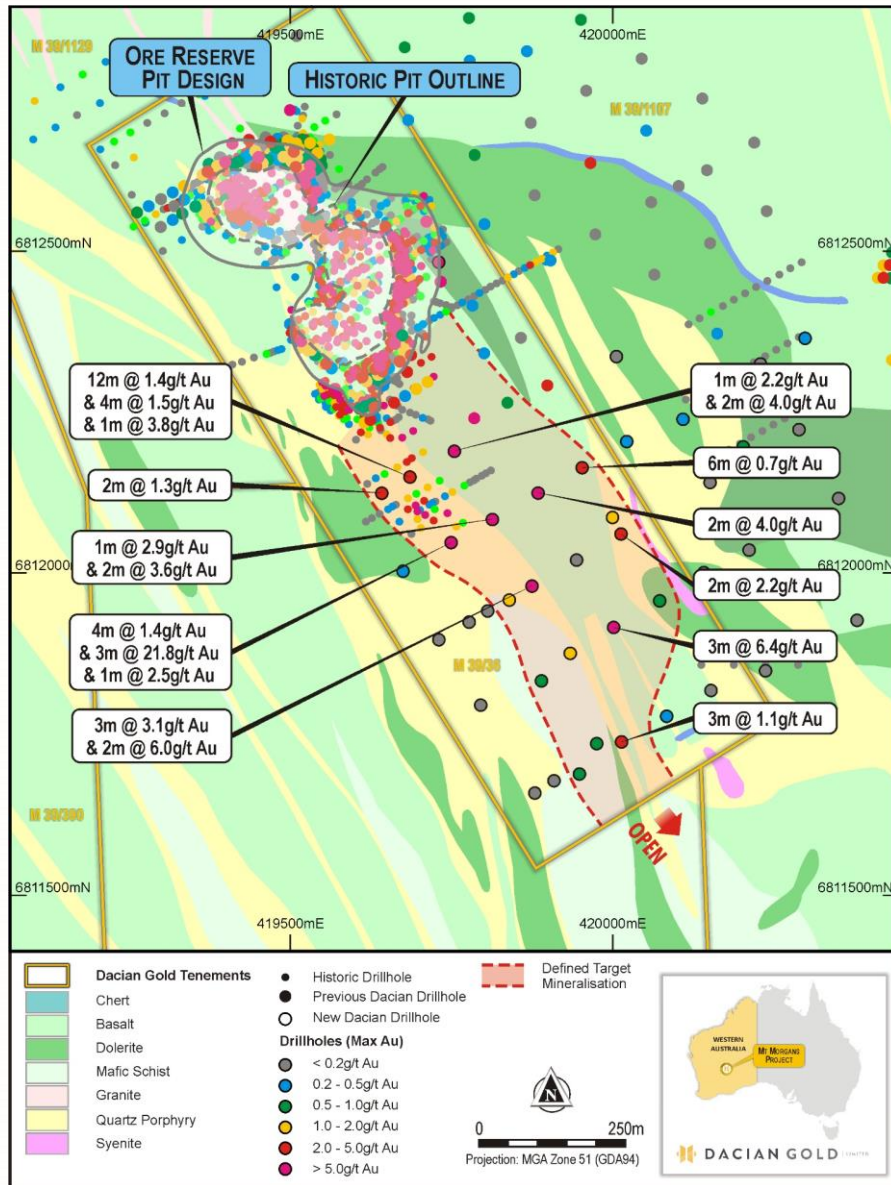 419500mE
420000mE
M 39/1129
ORE RESERVE
PIT DESIGN
HISTORIC PIT OUTLINE
M 39/1107
6812500mN
6812500mN
12m @ 1.4g/t Au
& 4m @ 1.5g/t Au
& 1m @ 3.8g/t Au
1m @ 2.2g/t Au
& 2m @ 4.0g/t Au
2m @ 1.3g/t Au
6m @ 0.7g/t Au
2m @ 4.0g/t Au
1m @ 2.9g/t Au
& 2m @ 3.6g/t Au
6812000mN
6812000mN
2m @ 2.2g/t Au
4m @ 1.4g/t Au
& 3m @ 21.8g/t Au
& 1m @ 2.5g/t Au
3m @ 6.4g/t Au
M 39/36
3m @ 3.1g/t Au
& 2m @ 6.0g/t Au
3m @ 1.1g/t Au
M 39/390
OPEN
6811500mN
6811500mN
419500mE
420000mE
Dacian Gold Tenements
Chert
Basalt
Dolerite
Mafic Schist
Granite
Quartz Porphyry
Syenite
Historic Drillhole
Previous Dacian Drillhole
New Dacian Drillhole
Drillholes (Max Au)
< 0.2g/t Au
0.2 - 0.5g/t Au
0.5 - 1.0g/t Au
1.0 - 2.0g/t Au
2.0 - 5.0g/t Au
> 5.0g/t Au
Defined Target
Mineralisation
N
0 250m
Projection: MGA Zone 51 (GDA94)
WESTERN
AUSTRALIA
MT MORGANS
PROJECT
DACIAN GOLD LIMITED